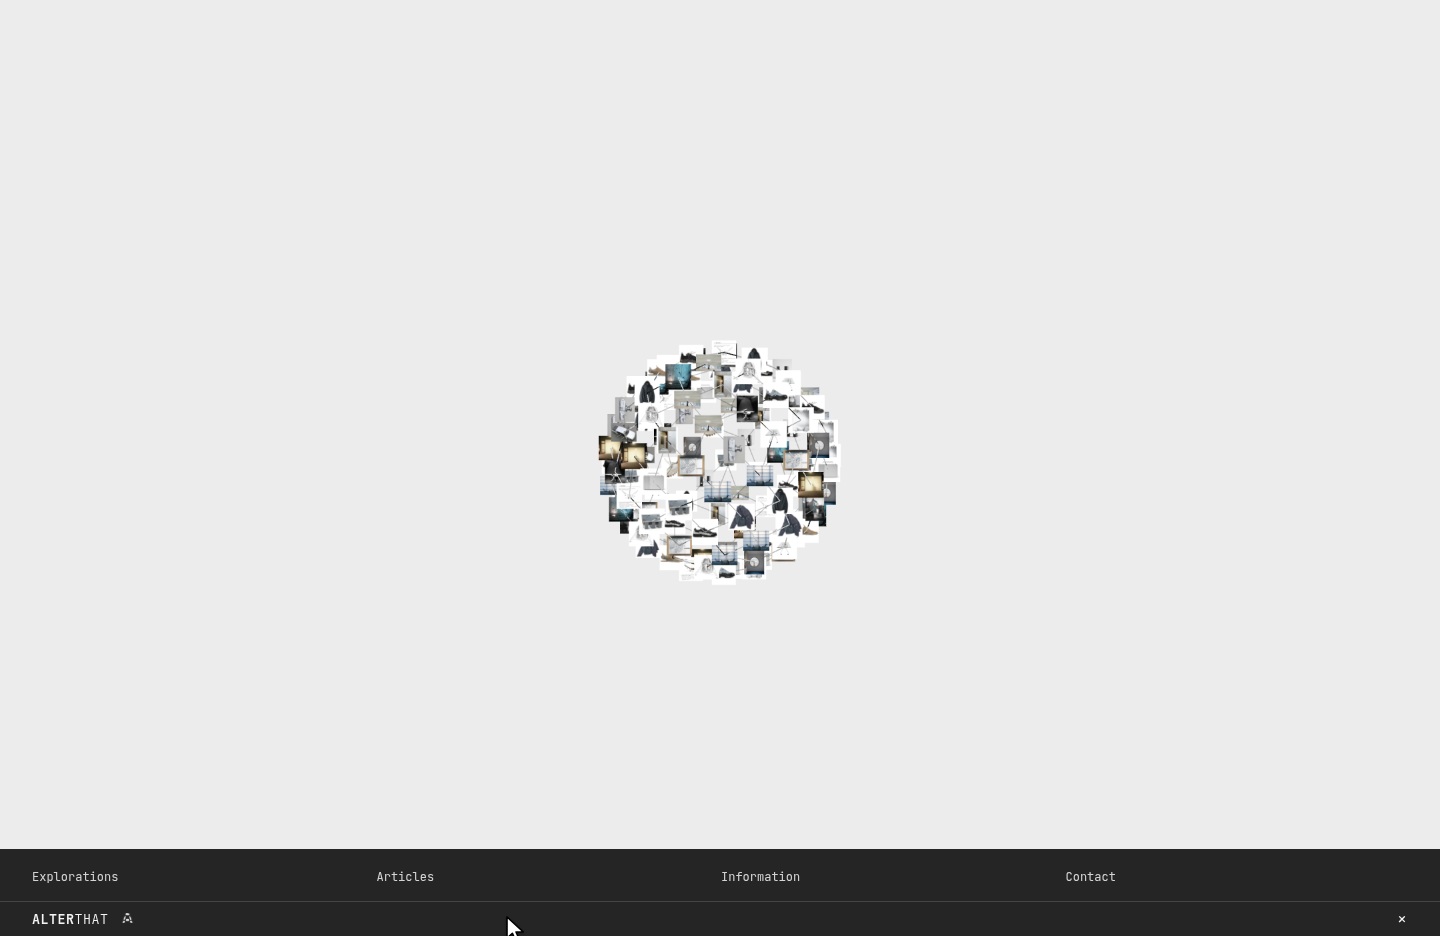 Explorations
Articles
Information
Contact
ALTERTHAT
×